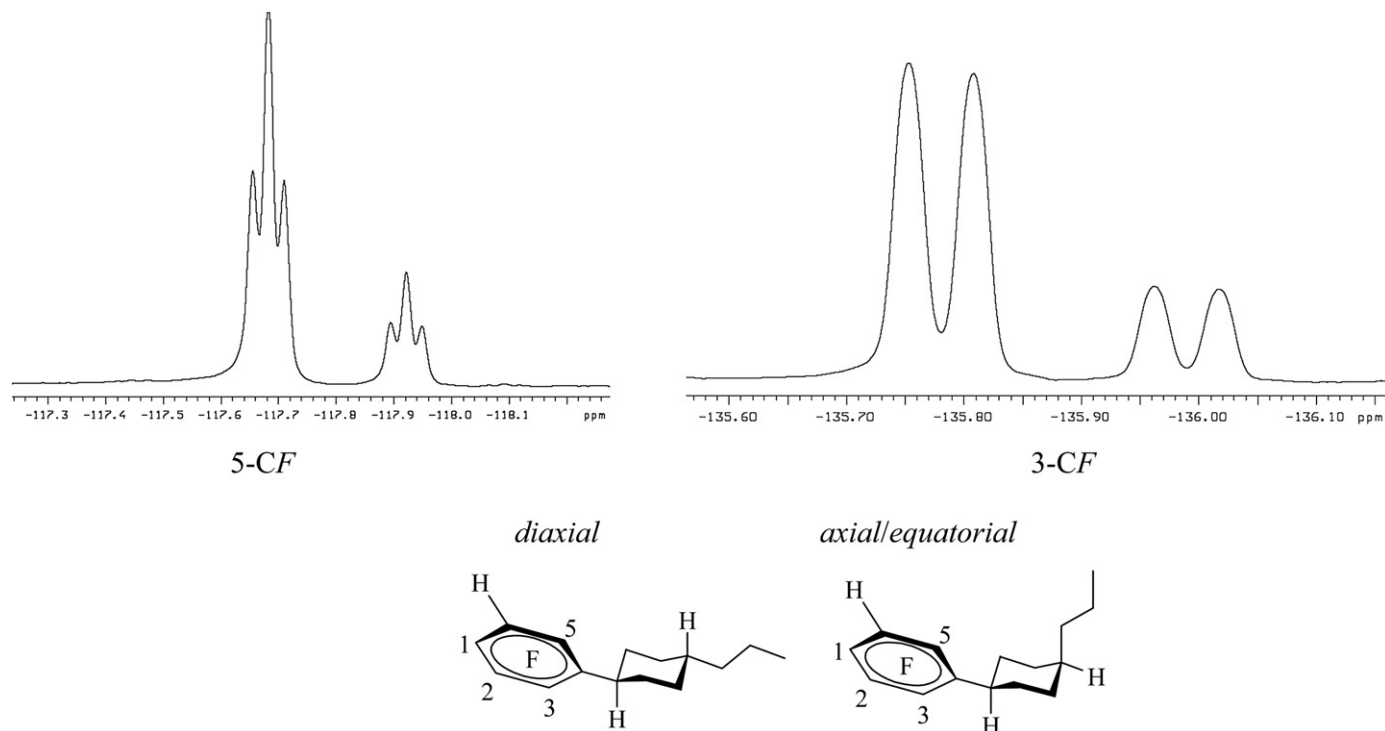 -117.3 -117.4 -117.5 -117.6 -117.7 -117.8 -117.9 -118.0 -118.1 ppm
-135.60 -135.70 -135.80 -135.90 -136.00 -136.10 ppm
5-CF
3-CF
diaxial
axial/equatorial
H
H
5
1
F
2
3
H
H
5
1
F
2
3
H
H